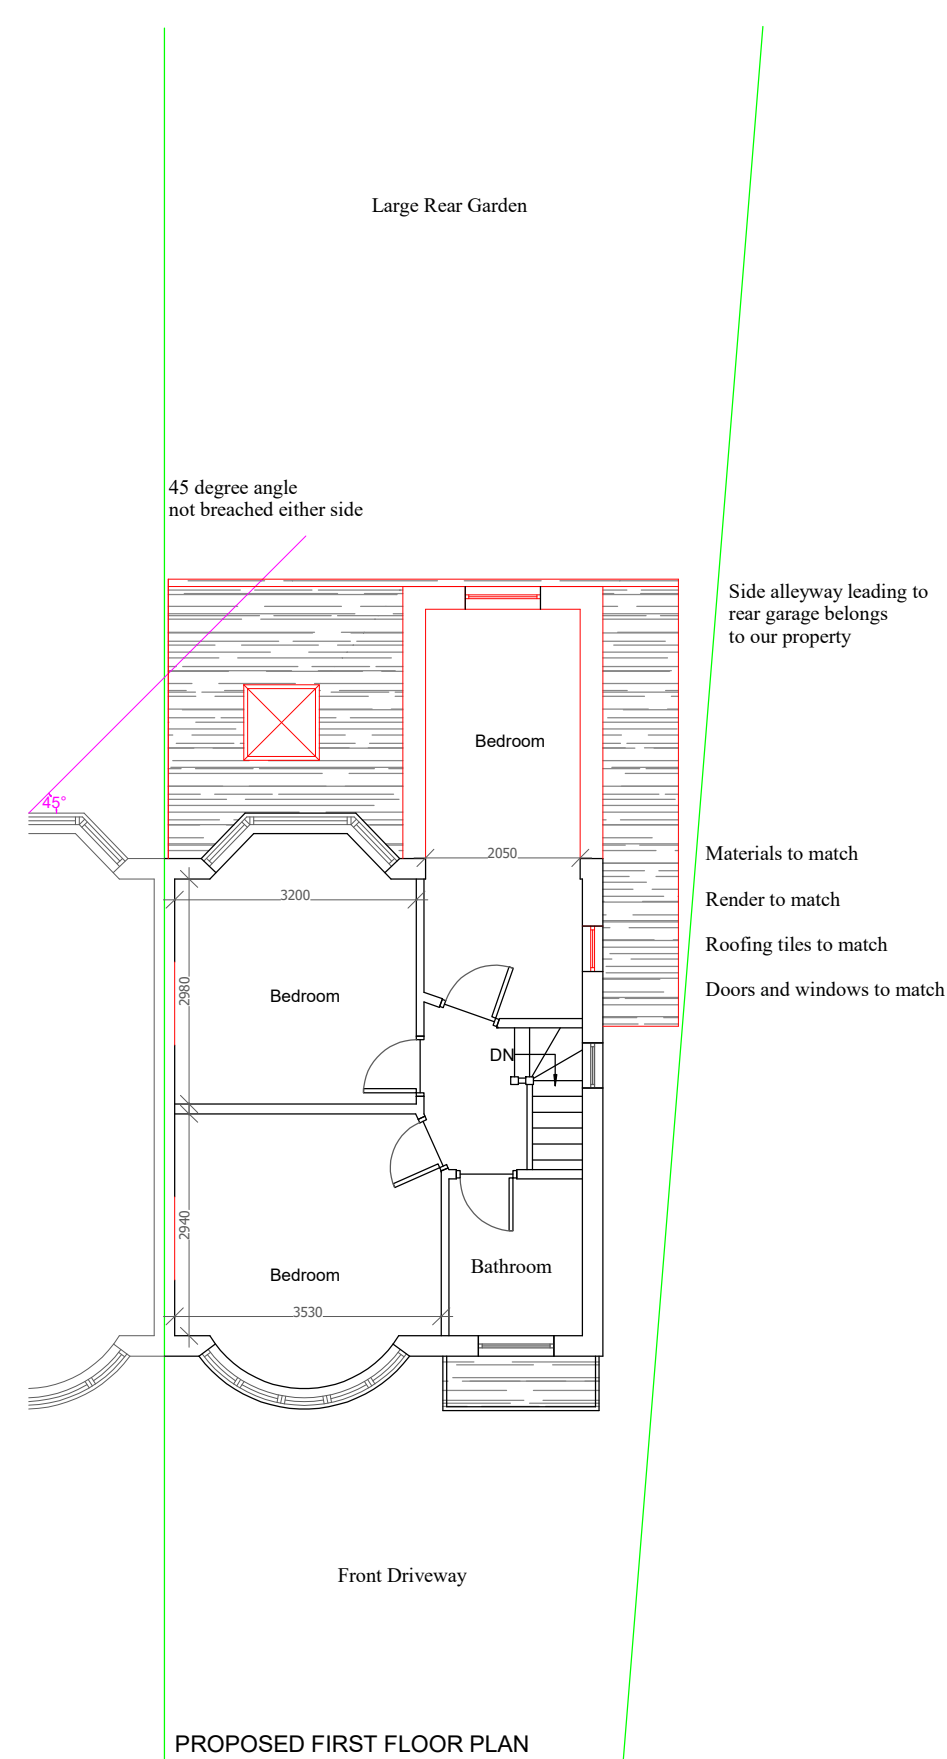 Large Rear Garden
45 degree angle
not breached either side
Side alleyway leading to
rear garage belongs
to our property
Bedroom
45°
2050
Materials to match
3200
Render to match
Roofing tiles to match
2980
Bedroom
Doors and windows to match
DN
2940
Bathroom
Bedroom
3530
Front Driveway
PROPOSED FIRST FLOOR PLAN